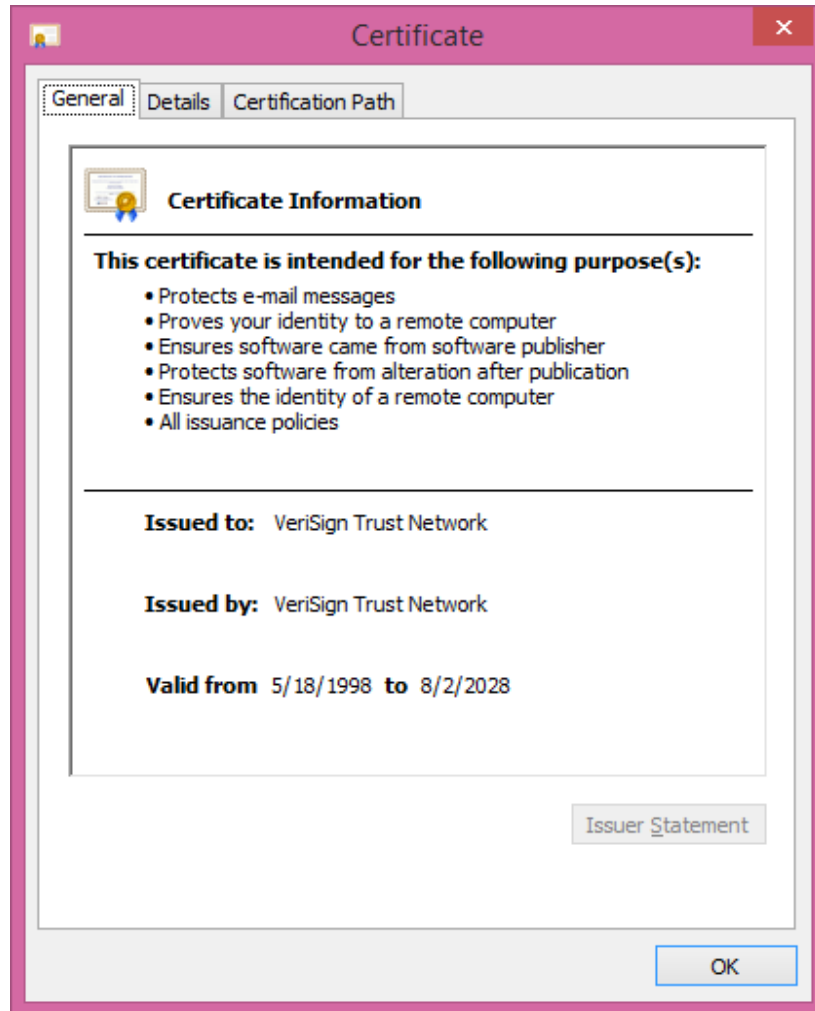 Certificate
General Details Certification Path
Certificate Information
This certificate is intended for the following purpose(s):
• Protects e-mail messages
• Proves your identity to a remote computer
• Ensures software came from software publisher
• Protects software from alteration after publication
• Ensures the identity of a remote computer
• All issuance policies
Issued to: VeriSign Trust Network
Issued by: VeriSign Trust Network
Valid from 5/18/1998 to 8/2/2028
Issuer Statement
OK